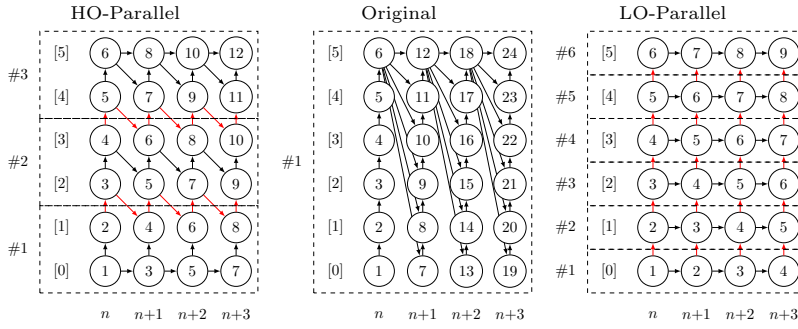 HO-Parallel
#3
#2
#1
[5] 6 8 10 12
[4] 5 7 9 11
[3] 4 6 8 10
[2] 3 5 7 9
[1] 2 4 6 8
[0] 1 3 5 7
n n+1 n+2 n+3
Original
#1
[5] 6 12 18 24
[4] 5 11 17 23
[3] 4 10 16 22
[2] 3 9 15 21
[1] 2 8 14 20
[0] 1 7 13 19
n n+1 n+2 n+3
LO-Parallel
#6 [5] 6 7 8 9
#5 [4] 5 6 7 8
#4 [3] 4 5 6 7
#3 [2] 3 4 5 6
#2 [1] 2 3 4 5
#1 [0] 1 2 3 4
n n+1 n+2 n+3